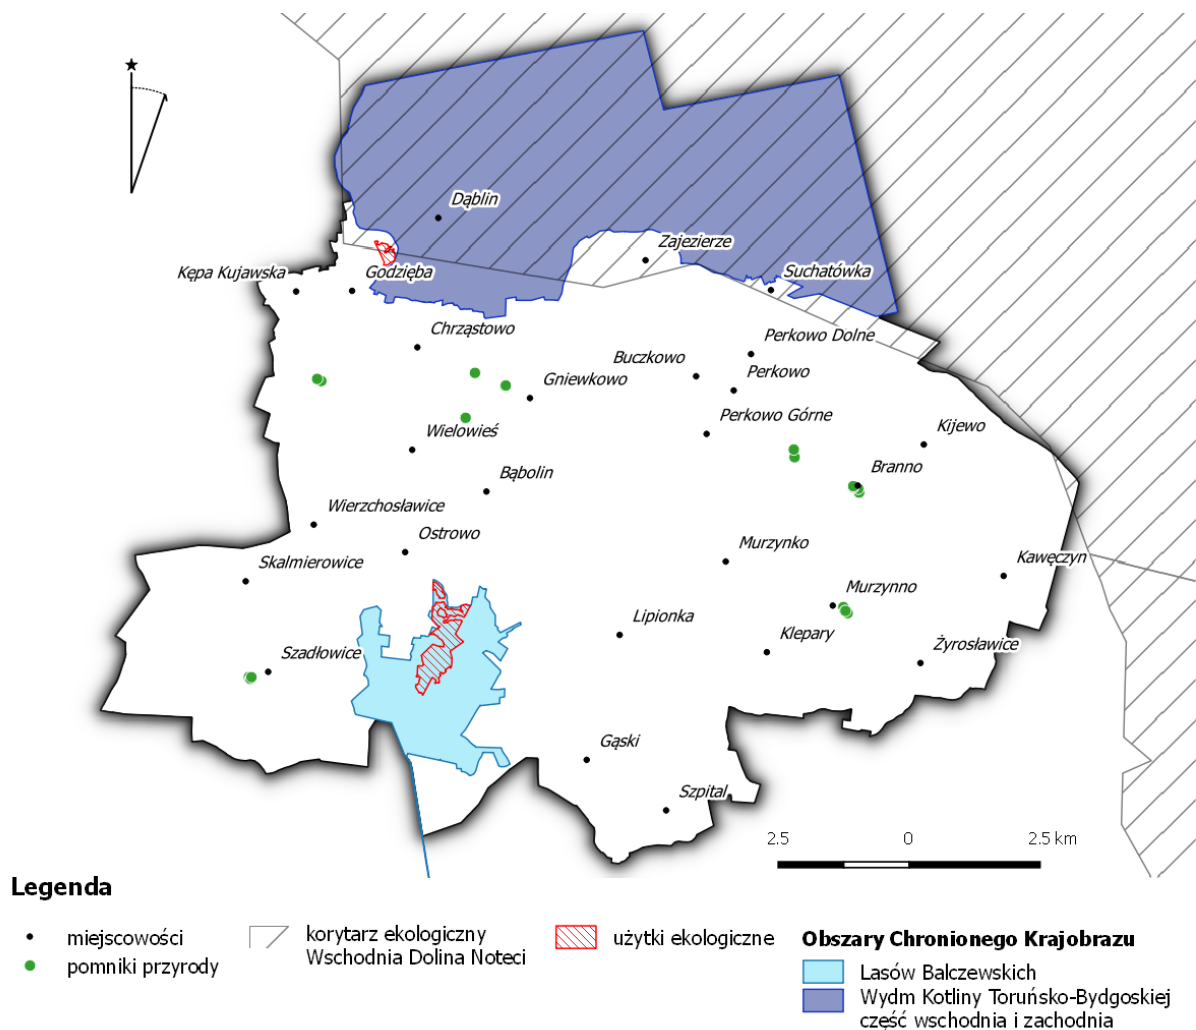 Dąblin
Zajezierze
Kępa Kujawska
Godzięba
Suchatówka
Chrząstowo
Perkowo Dolne
Buczkowo
Perkowo
Gniewkowo
Perkowo Górne
Wielowieś
Kijewo
Branno
Bąbolin
Wierzchosławice
Ostrowo
Murzynko
Kawęczyn
Skalmierowice
Murzynno
Lipionka
Klepary
Żyrosławice
Szadłowice
Gąski
Szpital
2.5 0 2.5 km
Legenda
miejscowości
pomniki przyrody
korytarz ekologiczny
Wschodnia Dolina Noteci
użytki ekologiczne
Obszary Chronionego Krajobrazu
Lasów Balczewskich
Wydm Kotliny Toruńsko-Bydgoskiej
część wschodnia i zachodnia